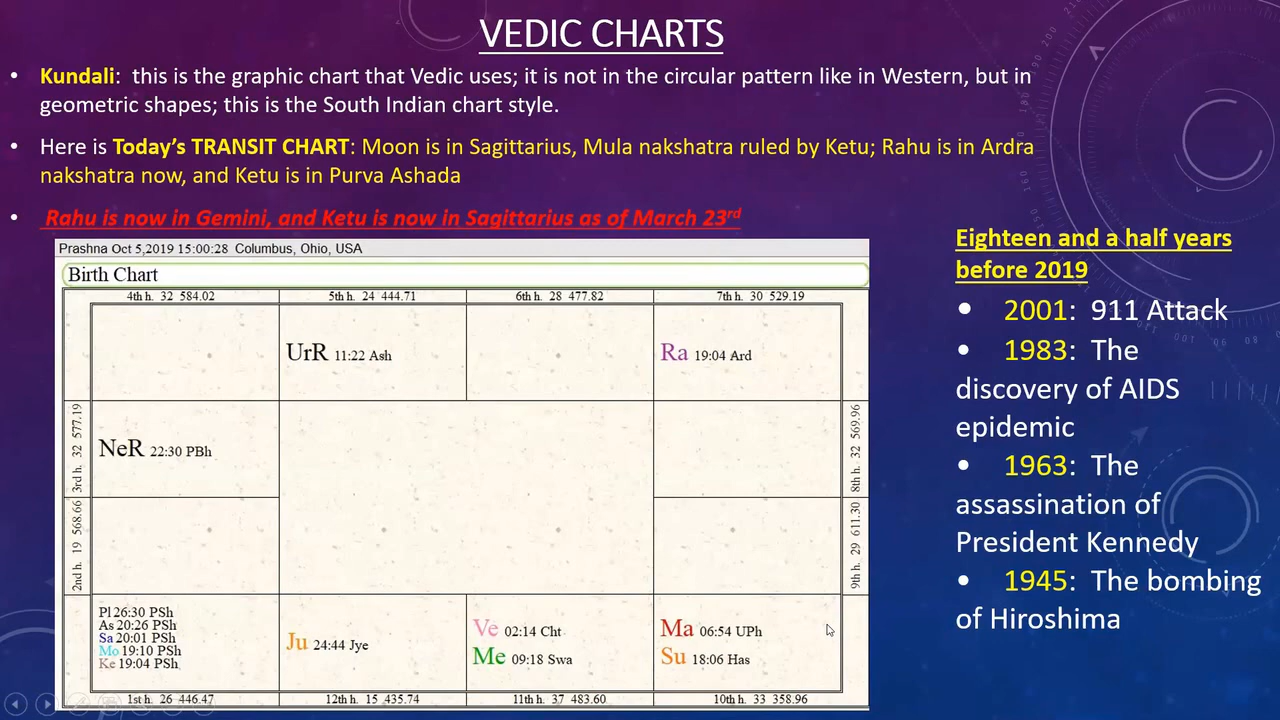 VEDIC CHARTS
• Kundali: this is the graphic chart that Vedic uses; it is not in the circular pattern like in Western, but in
geometric shapes; this is the South Indian chart style.
• Here is Today's TRANSIT CHART: Moon is in Sagittarius, Mula nakshatra ruled by Ketu; Rahu is in Ardra
nakshatra now, and Ketu is in Purva Ashada
• Rahu is now in Gemini, and Ketu is now in Sagittarius as of March 23rd
Prashna Oct 5,2019 15:00:28 Columbus, Ohio, USA
Birth Chart
4th h. 32 584.02
5th h. 24 444.71
6th h. 28 477.82
7th h. 30 529.19
UrR 11:22 Ash
Ra 19:04 Ard
3rd h. 32 577.19
NeR 22:30 PBh
8th h. 32 569.96
2nd h. 19 568.66
9th h. 29 611.30
Pl 26:30 PSh
As 20:26 PSh
Sa 20:01 PSh
Mo 19:10 PSh
Ke 19:04 PSh
Ju 24:44 Jye
Ve 02:14 Cht
Me 09:18 Swa
Ma 06:54 UPh
Su 18:06 Has
1st h. 26 446.47
12th h. 15 435.74
11th h. 37 483.60
10th h. 33 358.96
Eighteen and a half years
before 2019
• 2001: 911 Attack
• 1983: The
discovery of AIDS
epidemic
• 1963: The
assassination of
President Kennedy
• 1945: The bombing
of Hiroshima